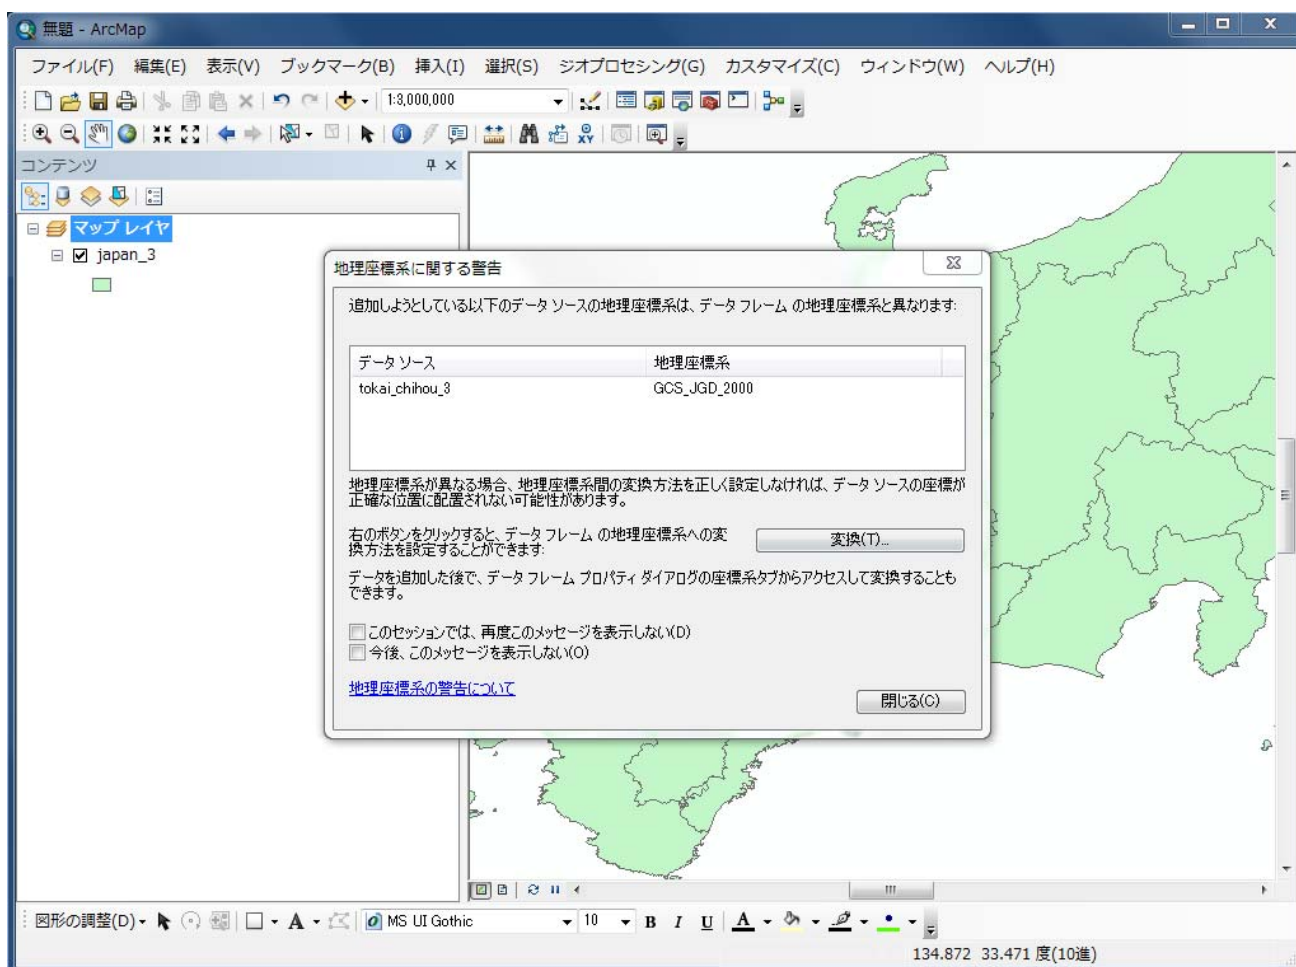 無題 - ArcMap
ファイル(F) 編集(E) 表示(V) ブックマーク(B) 挿入(I) 選択(S) ジオプロセシング(G) カスタマイズ(C) ウィンドウ(W) ヘルプ(H)
1:3,000,000
コンテンツ
マップ レイヤ
japan_3
地理座標系に関する警告
追加しようとしている以下のデータ ソースの地理座標系は、データ フレーム の地理座標系と異なります:
データ ソース 地理座標系
tokai_chihou_3 GCS_JGD_2000
地理座標系が異なる場合、地理座標系間の変換方法を正しく設定しなければ、データ ソースの座標が
正確な位置に配置されない可能性があります。
右のボタンをクリックすると、データ フレーム の地理座標系への変
換方法を設定することができます:
変換(T)...
データを追加した後で、データ フレーム プロパティ ダイアログの座標系タブからアクセスして変換することも
できます。
このセッションでは、再度このメッセージを表示しない(D)
今後、このメッセージを表示しない(O)
地理座標系の警告について
閉じる(C)
図形の調整(D) A MS UI Gothic 10 B I U A
134.872 33.471 度(10進)